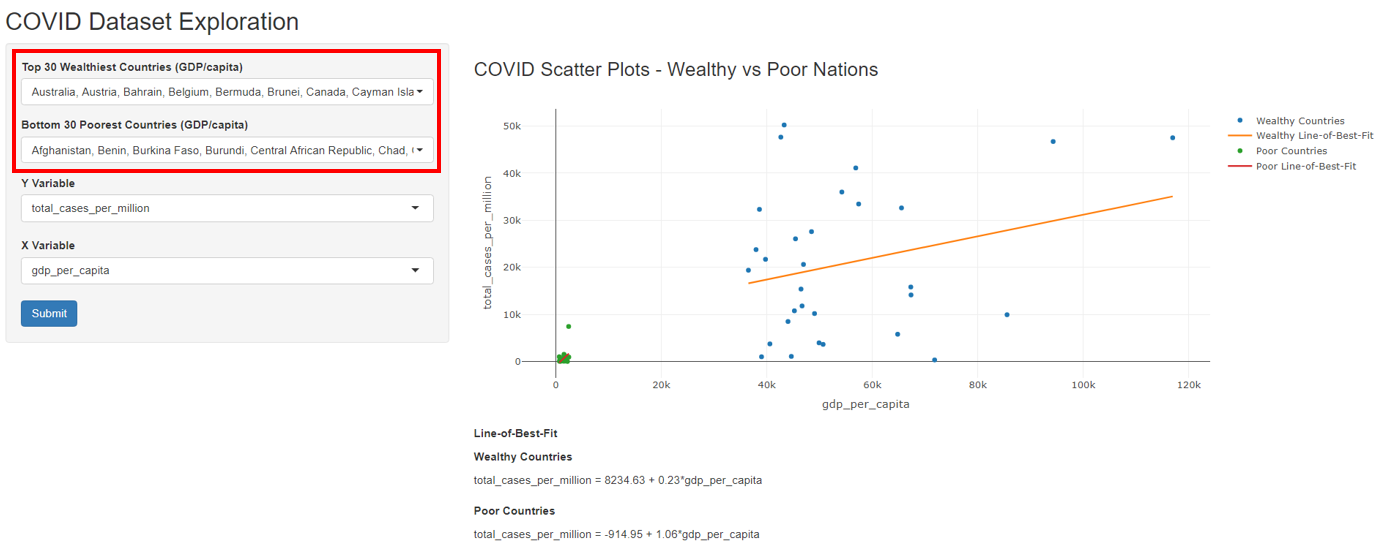 COVID Dataset Exploration
Top 30 Wealthiest Countries (GDP/capita)
Australia, Austria, Bahrain, Belgium, Bermuda, Brunei, Canada, Cayman Isla
Bottom 30 Poorest Countries (GDP/capita)
Afghanistan, Benin, Burkina Faso, Burundi, Central African Republic, Chad,
Y Variable
total_cases_per_million
X Variable
gdp_per_capita
Submit
COVID Scatter Plots - Wealthy vs Poor Nations
total_cases_per_million
50k
40k
30k
20k
10k
0
0 20k 40k 60k 80k 100k 120k
gdp_per_capita
Wealthy Countries
Wealthy Line-of-Best-Fit
Poor Countries
Poor Line-of-Best-Fit
Line-of-Best-Fit
Wealthy Countries
total_cases_per_million = 8234.63 + 0.23*gdp_per_capita
Poor Countries
total_cases_per_million = -914.95 + 1.06*gdp_per_capita